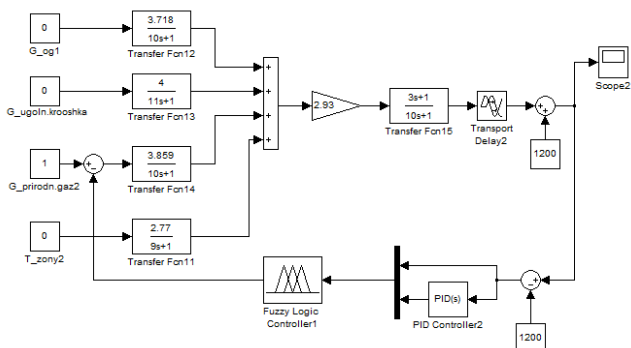 0
G_og1
3.718
10s+1
Transfer Fcn12
0
G_ugoln.krooshka
4
11s+1
Transfer Fcn13
1
G_prirodn.gaz2
3.859
10s+1
Transfer Fcn14
0
T_zony2
2.77
9s+1
Transfer Fcn11
+
+
+
+
2.93
3s+1
10s+1
Transfer Fcn15
Transport
Delay2
+
+
1200
Scope2
Fuzzy Logic
Controller1
PID(s)
PID Controller2
+
1200